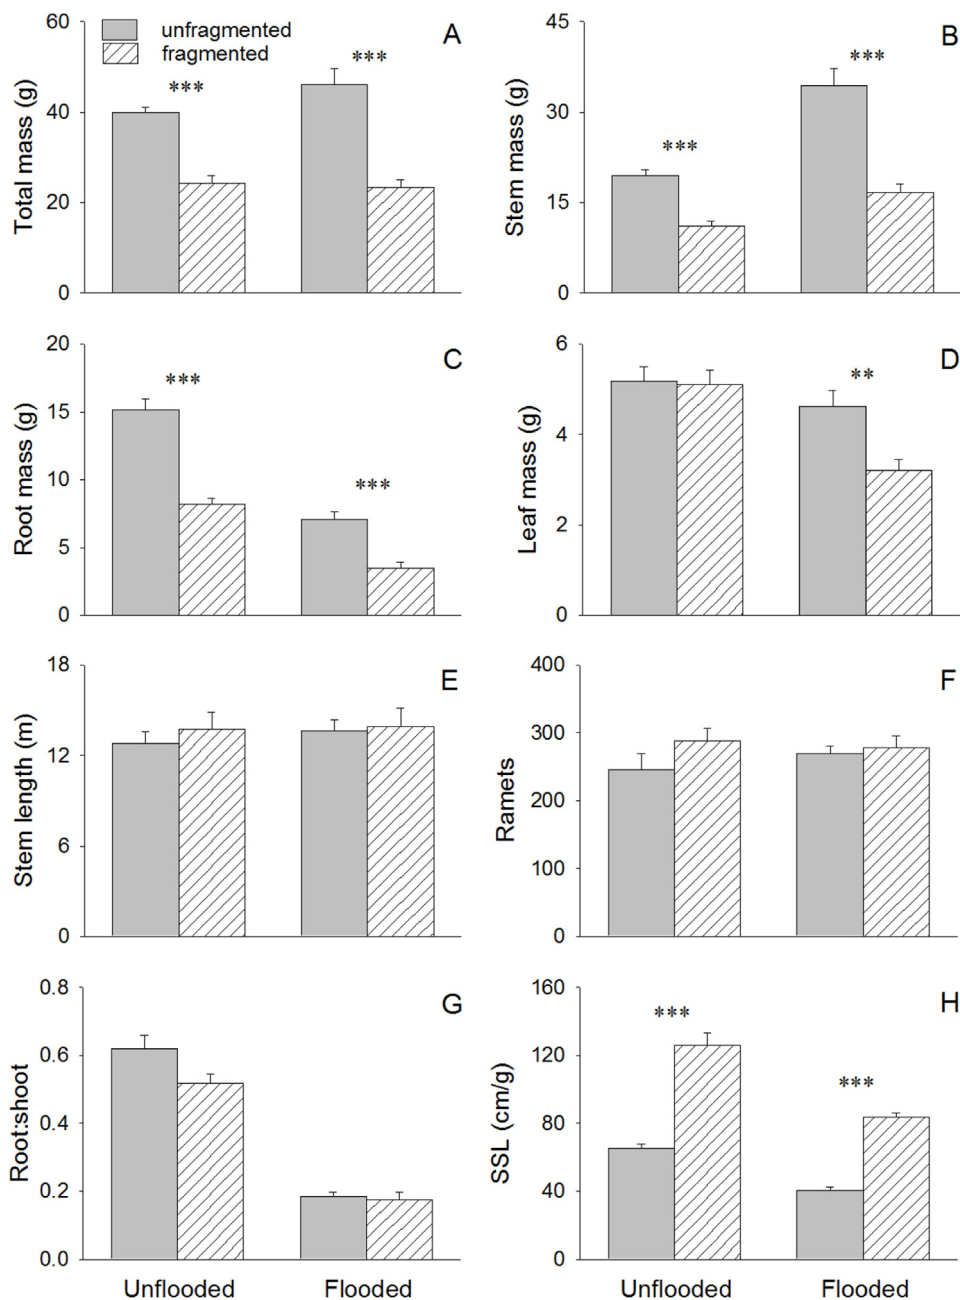 60
40
20
0
Total mass (g)
unfragmented
fragmented
A
***
***
45
30
15
0
Stem mass (g)
B
***
***
20
15
10
5
0
Root mass (g)
C
***
***
6
4
2
0
Leaf mass (g)
D
**
18
12
6
0
Stem length (m)
E
400
300
200
100
0
Ramets
F
0.8
0.6
0.4
0.2
0.0
Root:shoot
G
Unflooded
Flooded
160
120
80
40
0
SSL (cm/g)
H
***
***
Unflooded
Flooded